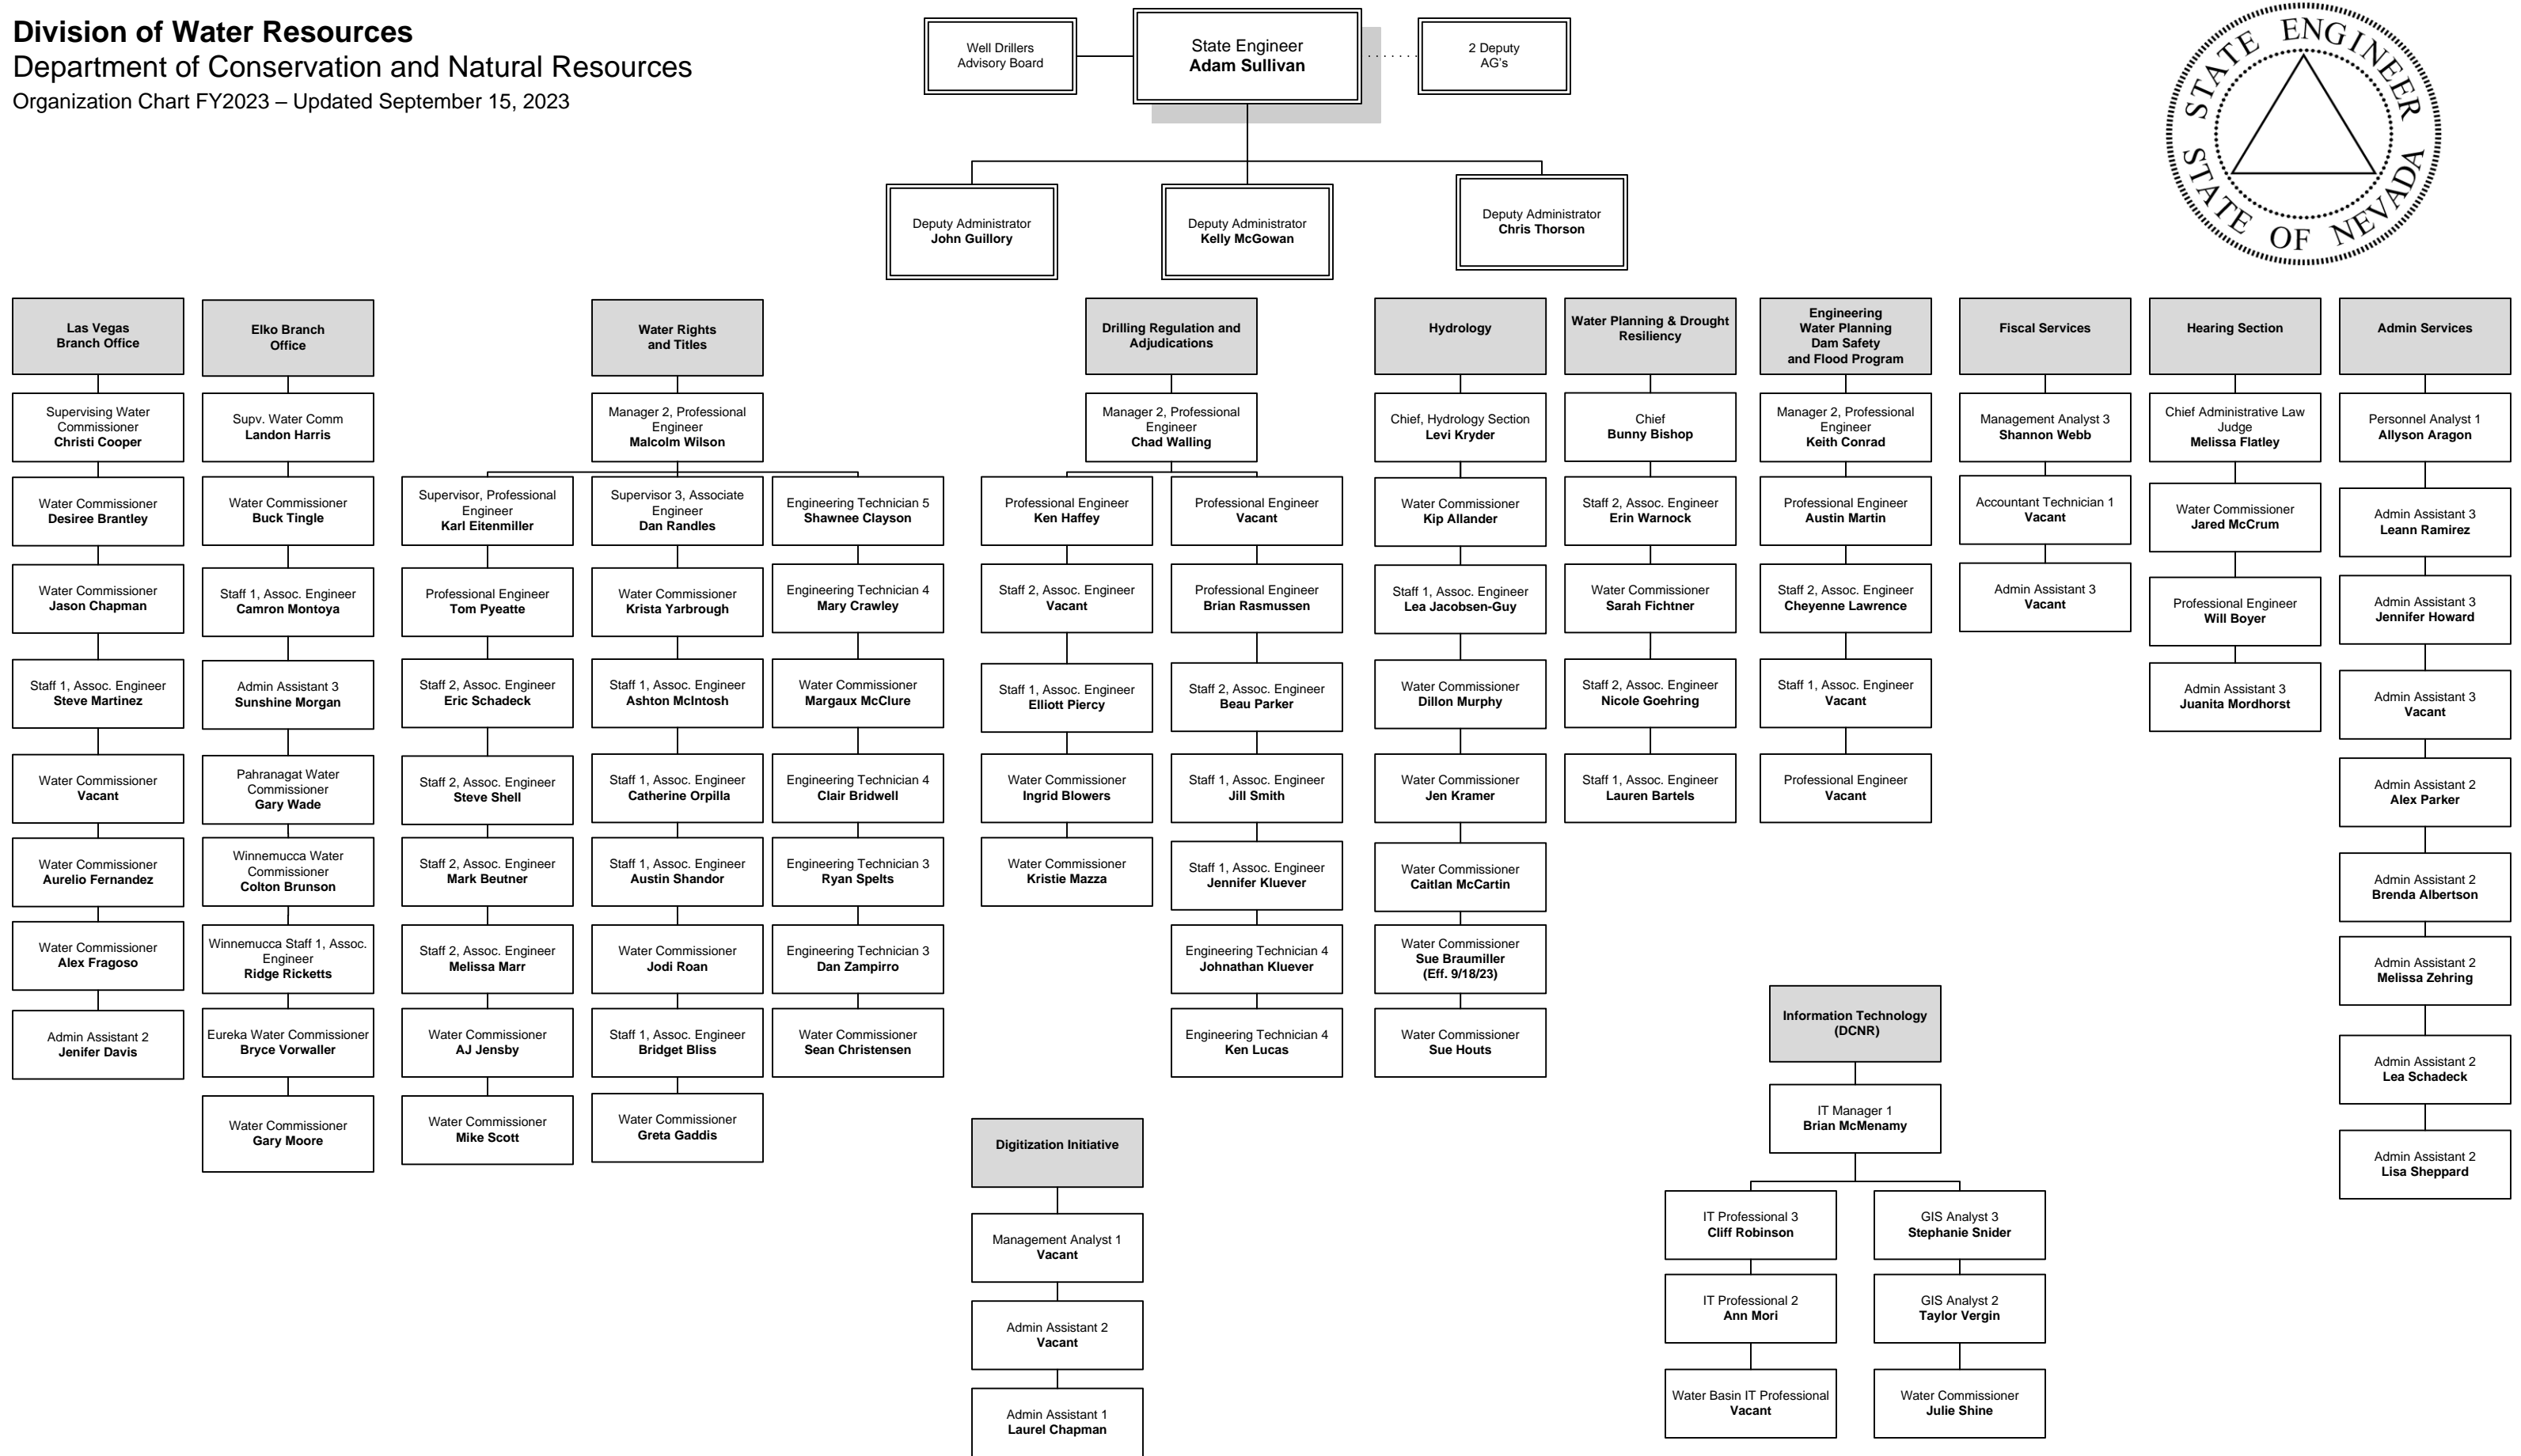 Division of Water Resources
Department of Conservation and Natural Resources
Organization Chart FY2023 – Updated September 15, 2023
Well Drillers
Advisory Board
State Engineer
Adam Sullivan
2 Deputy
AG's
STATE ENGINEER
STATE OF NEVADA
Deputy Administrator
John Guillory
Deputy Administrator
Kelly McGowan
Deputy Administrator
Chris Thorson
Las Vegas
Branch Office
Supervising Water
Commissioner
Christi Cooper
Water Commissioner
Desiree Brantley
Water Commissioner
Jason Chapman
Staff 1, Assoc. Engineer
Steve Martinez
Water Commissioner
Vacant
Water Commissioner
Aurelio Fernandez
Water Commissioner
Alex Fragoso
Admin Assistant 2
Jenifer Davis
Elko Branch
Office
Supv. Water Comm
Landon Harris
Water Commissioner
Buck Tingle
Staff 1, Assoc. Engineer
Camron Montoya
Admin Assistant 3
Sunshine Morgan
Pahranagat Water
Commissioner
Gary Wade
Winnemucca Water
Commissioner
Colton Brunson
Winnemucca Staff 1, Assoc.
Engineer
Ridge Ricketts
Eureka Water Commissioner
Bryce Vorwaller
Water Commissioner
Gary Moore
Water Rights
and Titles
Manager 2, Professional
Engineer
Malcolm Wilson
Supervisor, Professional
Engineer
Karl Eitenmiller
Professional Engineer
Tom Pyeatte
Staff 2, Assoc. Engineer
Eric Schadeck
Staff 2, Assoc. Engineer
Steve Shell
Staff 2, Assoc. Engineer
Mark Beutner
Staff 2, Assoc. Engineer
Melissa Marr
Water Commissioner
AJ Jensby
Water Commissioner
Mike Scott
Supervisor 3, Associate
Engineer
Dan Randles
Water Commissioner
Krista Yarbrough
Staff 1, Assoc. Engineer
Ashton McIntosh
Staff 1, Assoc. Engineer
Catherine Orpilla
Staff 1, Assoc. Engineer
Austin Shandor
Water Commissioner
Jodi Roan
Staff 1, Assoc. Engineer
Bridget Bliss
Water Commissioner
Greta Gaddis
Engineering Technician 5
Shawnee Clayson
Engineering Technician 4
Mary Crawley
Water Commissioner
Margaux McClure
Engineering Technician 4
Clair Bridwell
Engineering Technician 3
Ryan Spelts
Engineering Technician 3
Dan Zampirro
Water Commissioner
Sean Christensen
Drilling Regulation and
Adjudications
Manager 2, Professional
Engineer
Chad Walling
Professional Engineer
Ken Haffey
Staff 2, Assoc. Engineer
Vacant
Staff 1, Assoc. Engineer
Elliott Piercy
Water Commissioner
Ingrid Blowers
Water Commissioner
Kristie Mazza
Professional Engineer
Vacant
Professional Engineer
Brian Rasmussen
Staff 2, Assoc. Engineer
Beau Parker
Staff 1, Assoc. Engineer
Jill Smith
Staff 1, Assoc. Engineer
Jennifer Kluever
Engineering Technician 4
Johnathan Kluever
Engineering Technician 4
Ken Lucas
Hydrology
Chief, Hydrology Section
Levi Kryder
Water Commissioner
Kip Allander
Staff 1, Assoc. Engineer
Lea Jacobsen-Guy
Water Commissioner
Dillon Murphy
Water Commissioner
Jen Kramer
Water Commissioner
Caitlan McCartin
Water Commissioner
Sue Braumiller
(Eff. 9/18/23)
Water Commissioner
Sue Houts
Water Planning & Drought
Resiliency
Chief
Bunny Bishop
Staff 2, Assoc. Engineer
Erin Warnock
Water Commissioner
Sarah Fichtner
Staff 2, Assoc. Engineer
Nicole Goehring
Staff 1, Assoc. Engineer
Lauren Bartels
Engineering
Water Planning
Dam Safety
and Flood Program
Manager 2, Professional
Engineer
Keith Conrad
Professional Engineer
Austin Martin
Staff 2, Assoc. Engineer
Cheyenne Lawrence
Staff 1, Assoc. Engineer
Vacant
Professional Engineer
Vacant
Fiscal Services
Management Analyst 3
Shannon Webb
Accountant Technician 1
Vacant
Admin Assistant 3
Vacant
Hearing Section
Chief Administrative Law
Judge
Melissa Flatley
Water Commissioner
Jared McCrum
Professional Engineer
Will Boyer
Admin Assistant 3
Juanita Mordhorst
Admin Services
Personnel Analyst 1
Allyson Aragon
Admin Assistant 3
Leann Ramirez
Admin Assistant 3
Jennifer Howard
Admin Assistant 3
Vacant
Admin Assistant 2
Alex Parker
Admin Assistant 2
Brenda Albertson
Admin Assistant 2
Melissa Zehring
Admin Assistant 2
Lea Schadeck
Admin Assistant 2
Lisa Sheppard
Digitization Initiative
Management Analyst 1
Vacant
Admin Assistant 2
Vacant
Admin Assistant 1
Laurel Chapman
Information Technology
(DCNR)
IT Manager 1
Brian McMenamy
IT Professional 3
Cliff Robinson
IT Professional 2
Ann Mori
Water Basin IT Professional
Vacant
GIS Analyst 3
Stephanie Snider
GIS Analyst 2
Taylor Vergin
Water Commissioner
Julie Shine